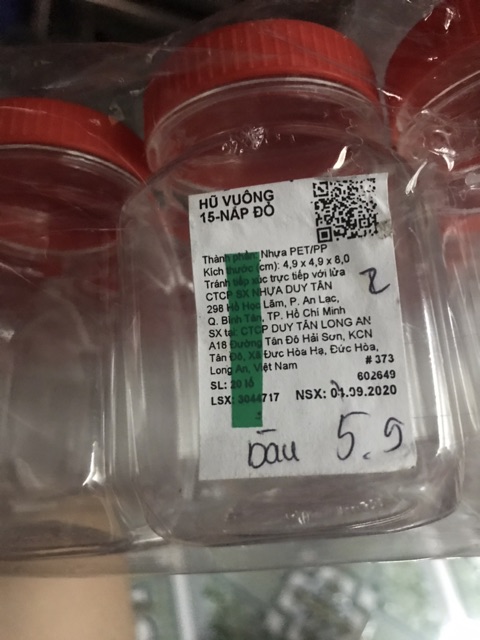 HŨ VUÔNG
15-NẮP ĐỎ
Thành phần: Nhựa PET/PP
Kích thước (cm): 4,9 x 4,9 x 8,0
Tránh tiếp xúc trực tiếp với lửa
CTCP SX NHỰA DUY TÂN
298 Hồ Học Lãm, P. An Lạc,
Q. Bình Tân, TP. Hồ Chí Minh
SX tại: CTCP DUY TÂN LONG AN
A18 Đường Tân Đô Hải Sơn, KCN
Tân Đô, Xã Đức Hòa Hạ, Đức Hòa,
Long An, Việt Nam
# 373
SL: 20 lố
602649
LSX: 3044717 NSX: 01.09.2020
5.9